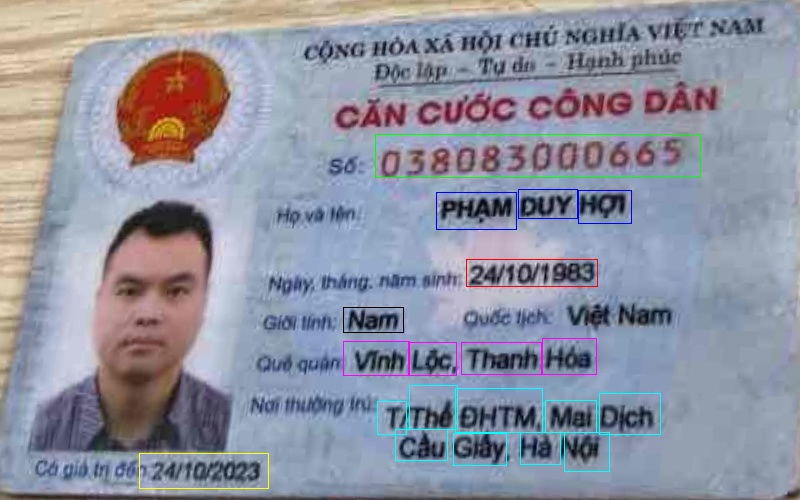 CỘNG HÒA XÃ HỘI CHỦ NGHĨA VIỆT NAM
Độc lập - Tự do - Hạnh phúc
CĂN CƯỚC CÔNG DÂN
Số: 038083000665
Họ và tên: PHẠM DUY HỢI
Ngày, tháng, năm sinh: 24/10/1983
Giới tính: Nam Quốc tịch: Việt Nam
Quê quán: Vĩnh Lộc, Thanh Hóa
Nơi thường trú: T/Thể ĐHTM, Mai Dịch
Cầu Giấy, Hà Nội
Có giá trị đến 24/10/2023